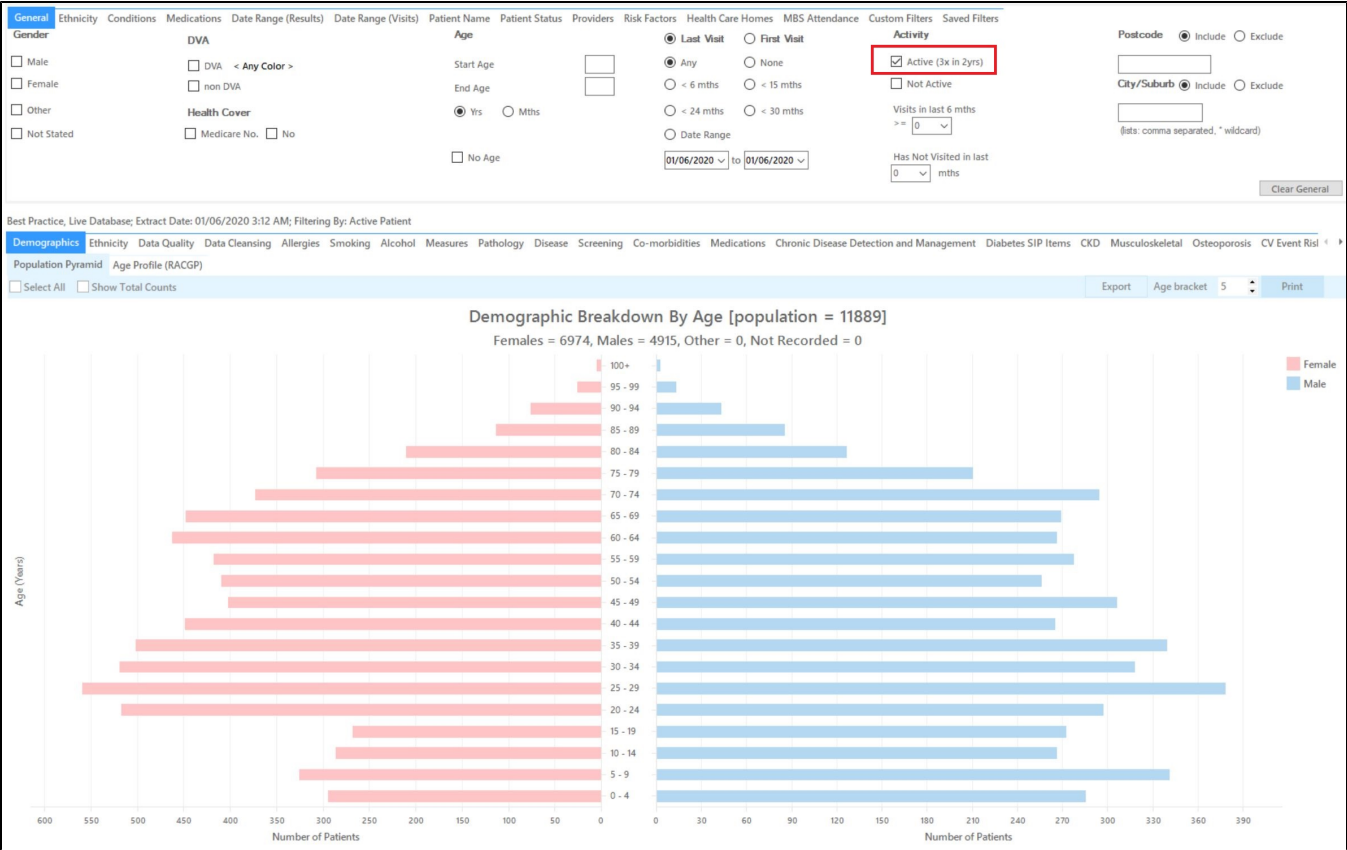 General Ethnicity Conditions Medications Date Range (Results) Date Range (Visits) Patient Name Patient Status Providers Risk Factors Health Care Homes MBS Attendance Custom Filters Saved Filters
Gender DVA Age Last Visit First Visit Activity Postcode Include Exclude
Male DVA < Any Color > Start Age Any None Active (3x in 2yrs)
Female non DVA End Age < 6 mths < 15 mths Not Active City/Suburb Include Exclude
Other Health Cover Yrs Mths < 24 mths < 30 mths Visits in last 6 mths
>= 0
Not Stated Medicare No. No Date Range (lists: comma separated, * wildcard)
No Age 01/06/2020 to 01/06/2020 Has Not Visited in last
0 mths
Clear General
Best Practice, Live Database; Extract Date: 01/06/2020 3:12 AM; Filtering By: Active Patient
Demographics Ethnicity Data Quality Data Cleansing Allergies Smoking Alcohol Measures Pathology Disease Screening Co-morbidities Medications Chronic Disease Detection and Management Diabetes SIP Items CKD Musculoskeletal Osteoporosis CV Event Risl
Population Pyramid Age Profile (RACGP)
Select All Show Total Counts Export Age bracket 5 Print
Demographic Breakdown By Age [population = 11889]
Females = 6974, Males = 4915, Other = 0, Not Recorded = 0
Female
Male
100+
95 - 99
90 - 94
85 - 89
80 - 84
75 - 79
70 - 74
65 - 69
60 - 64
55 - 59
50 - 54
45 - 49
40 - 44
35 - 39
30 - 34
25 - 29
20 - 24
15 - 19
10 - 14
5 - 9
0 - 4
Age (Years)
600 550 500 450 400 350 300 250 200 150 100 50 0 0 30 60 90 120 150 180 210 240 270 300 330 360 390
Number of Patients Number of Patients